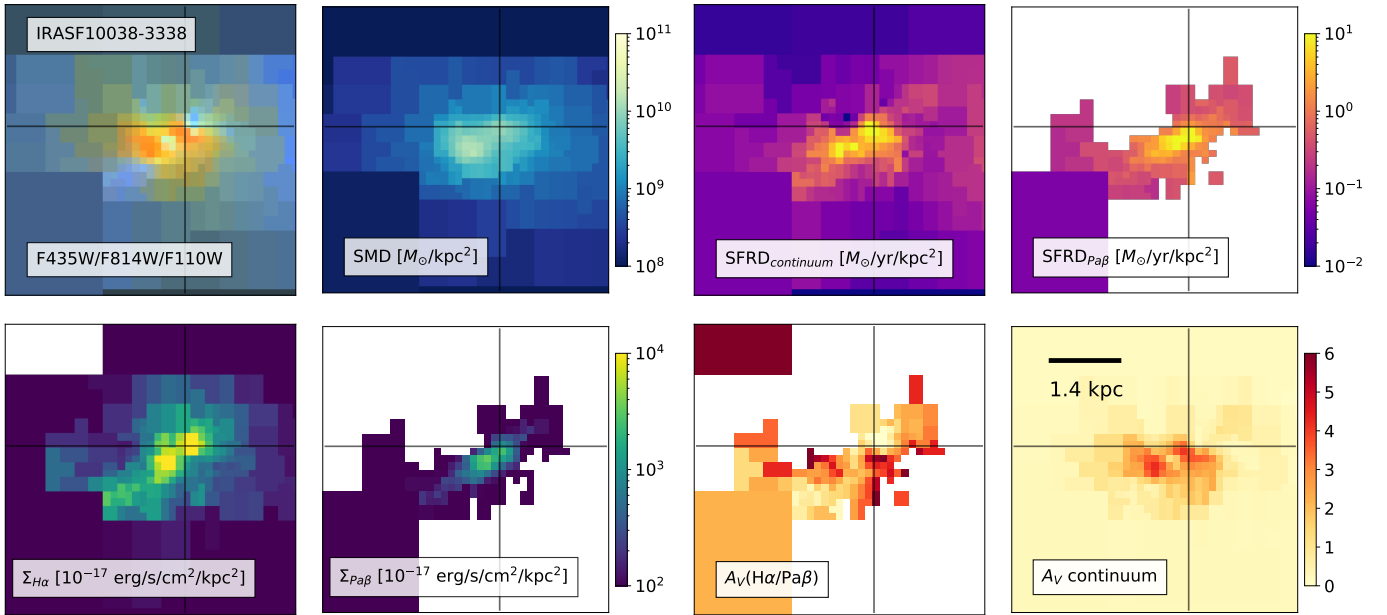 IRASF10038-3338
F435W/F814W/F110W
SMD [M⊙/kpc²]
10¹¹
10¹⁰
10⁹
10⁸
SFRD_continuum [M⊙/yr/kpc²]
SFRD_Paβ [M⊙/yr/kpc²]
10¹
10⁰
10⁻¹
10⁻²
Σ_Hα [10⁻¹⁷ erg/s/cm²/kpc²]
Σ_Paβ [10⁻¹⁷ erg/s/cm²/kpc²]
10⁴
10³
10²
A_V(Hα/Paβ)
1.4 kpc
A_V continuum
6
5
4
3
2
1
0